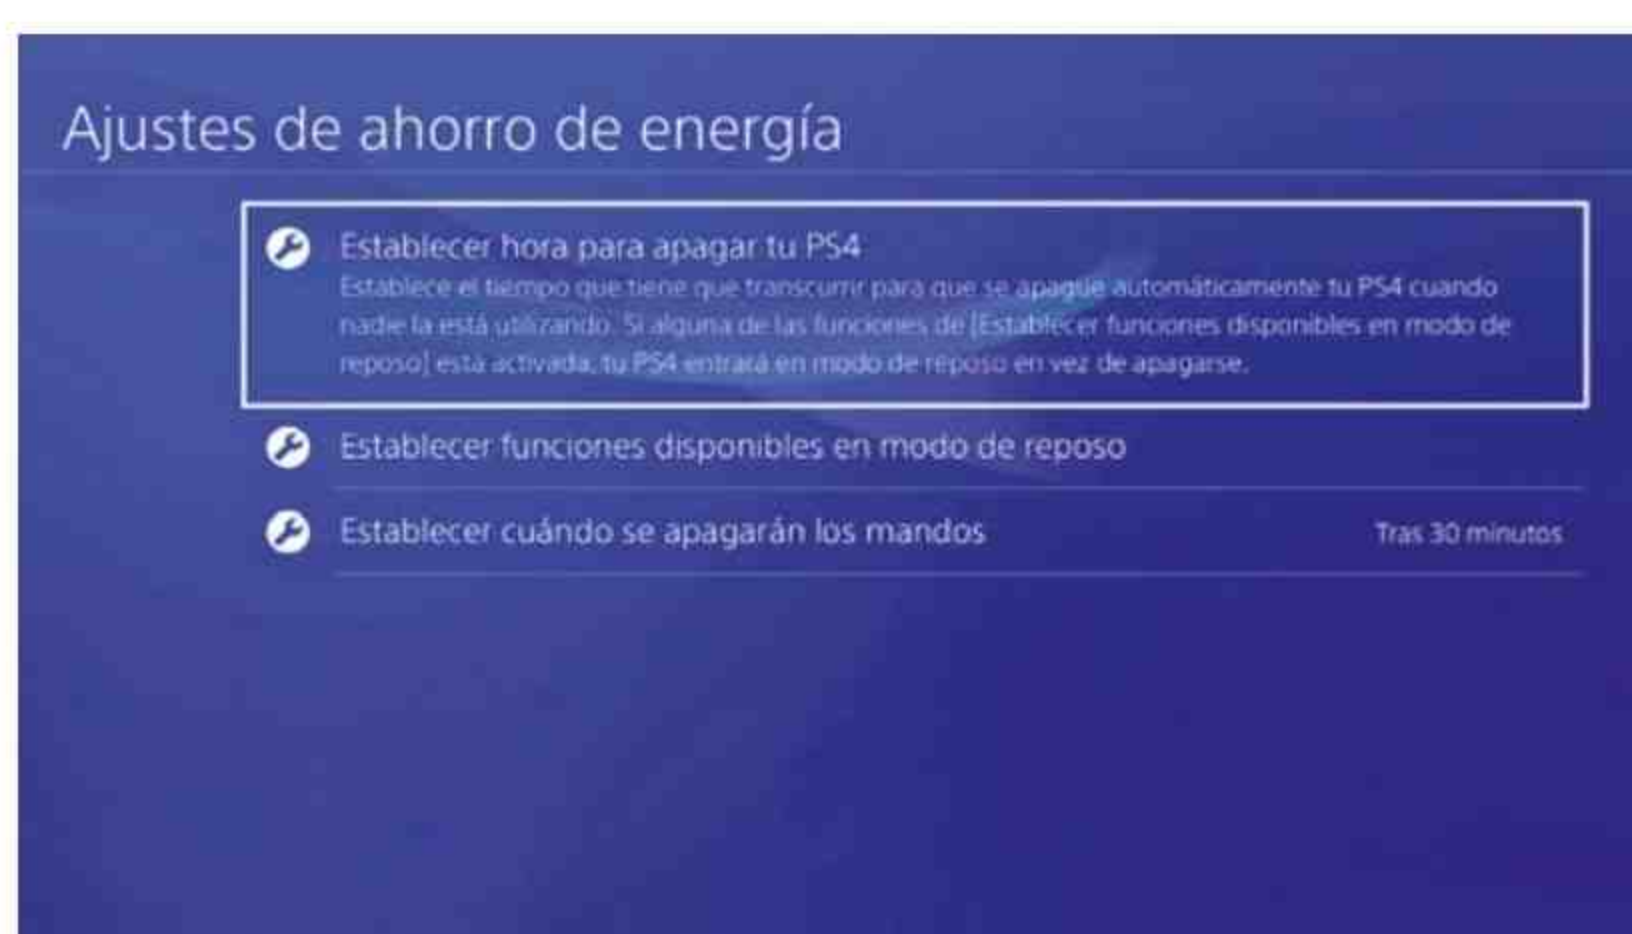 Ajustes de ahorro de energía
Establecer hora para apagar tu PS4
Establece el tiempo que tiene que transcurrir para que se apague automáticamente tu PS4 cuando
nadie la está utilizando. Si alguna de las funciones de [Establecer funciones disponibles en modo de
reposo] está activada, tu PS4 entrará en modo de reposo en vez de apagarse.
Establecer funciones disponibles en modo de reposo
Establecer cuándo se apagarán los mandos
Tras 30 minutos